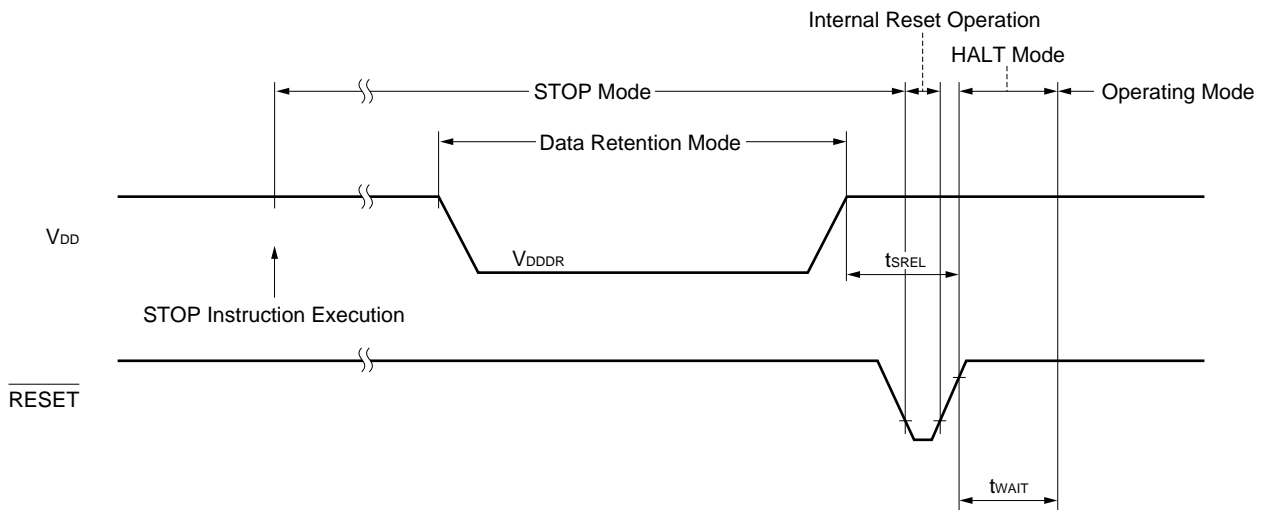 Internal Reset Operation
HALT Mode
STOP Mode
Operating Mode
Data Retention Mode
VDD
VDDDR
tSREL
STOP Instruction Execution
RESET
tWAIT